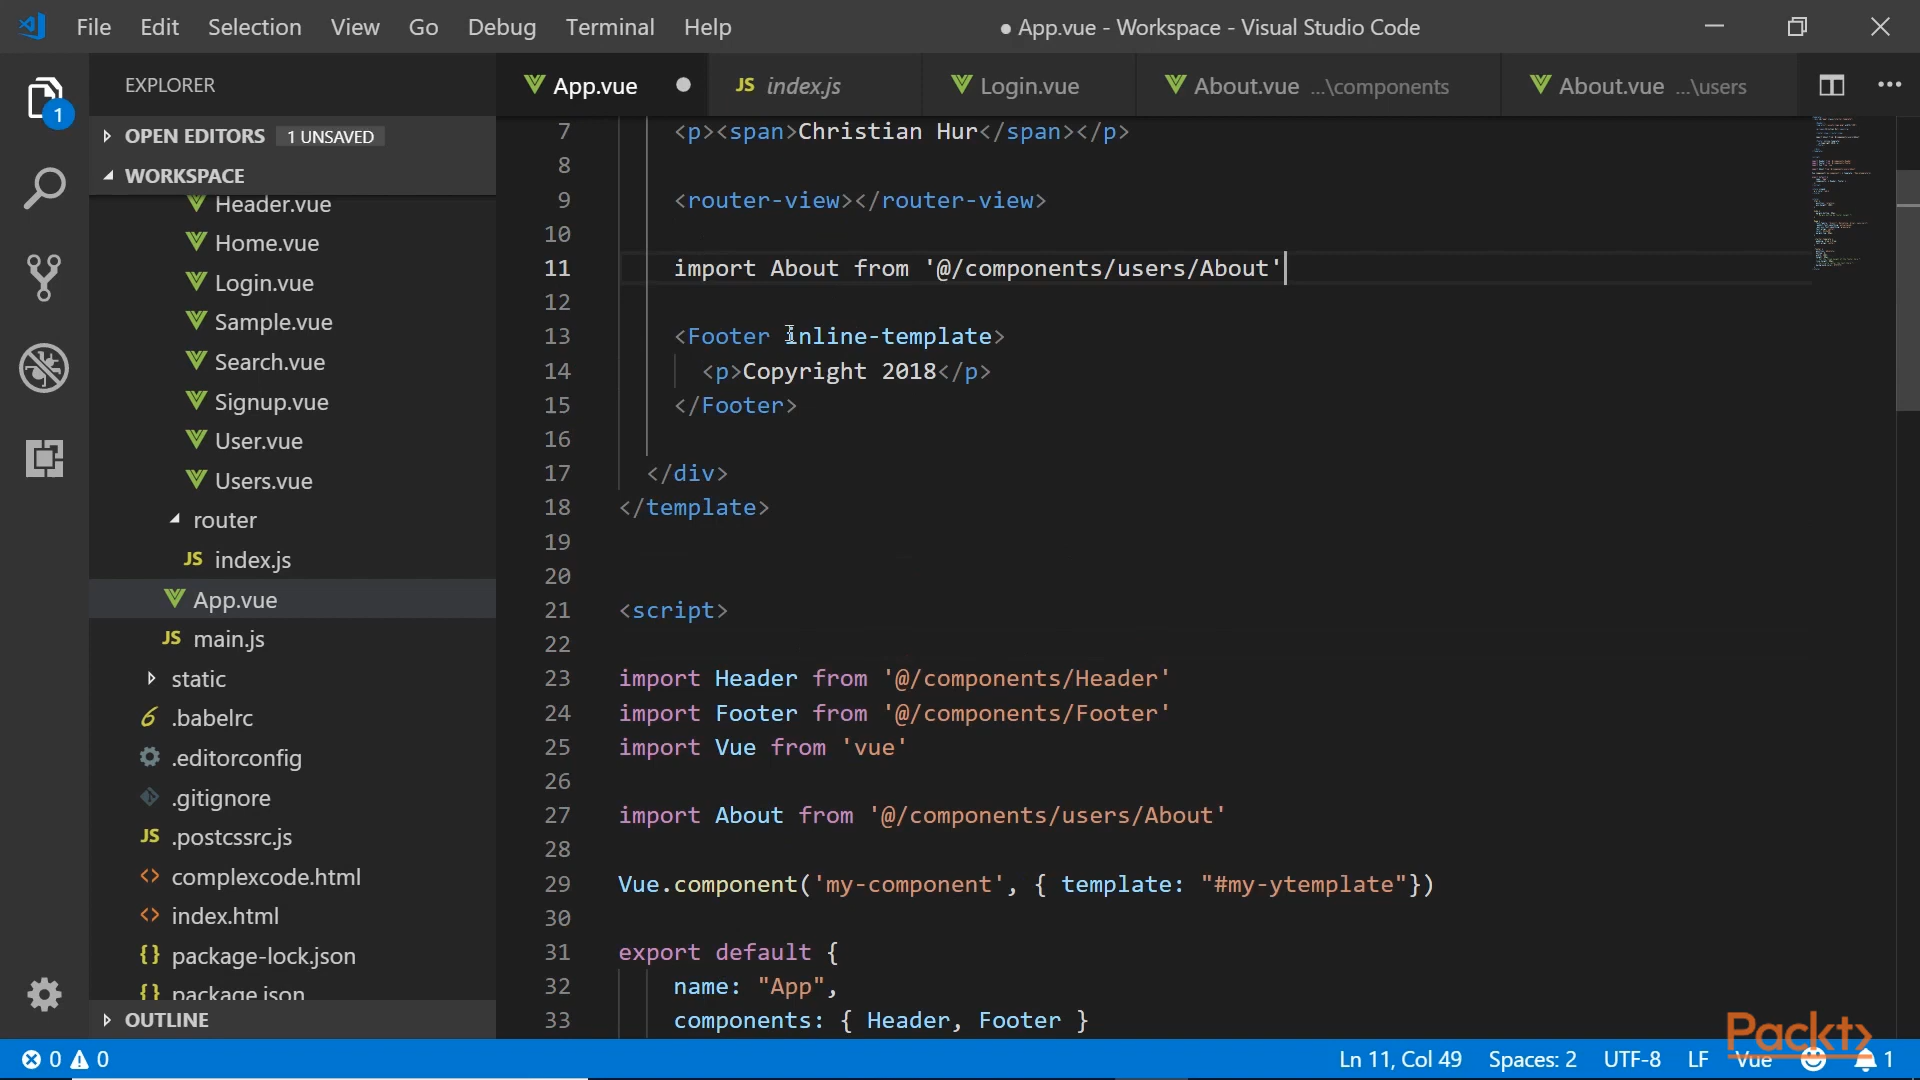 File Edit Selection View Go Debug Terminal Help
● App.vue - Workspace - Visual Studio Code
EXPLORER
App.vue
JS index.js
Login.vue
About.vue ...\components
About.vue ...\users
1
OPEN EDITORS 1 UNSAVED
WORKSPACE
Header.vue
Home.vue
Login.vue
Sample.vue
Search.vue
Signup.vue
User.vue
Users.vue
router
JS index.js
App.vue
JS main.js
static
.babelrc
.editorconfig
.gitignore
JS .postcssrc.js
<> complexcode.html
<> index.html
{} package-lock.json
{} package.json
OUTLINE
7 <p><span>Christian Hur</span></p>
8
9 <router-view></router-view>
10
11 import About from '@/components/users/About'
12
13 <Footer inline-template>
14 <p>Copyright 2018</p>
15 </Footer>
16
17 </div>
18 </template>
19
20
21 <script>
22
23 import Header from '@/components/Header'
24 import Footer from '@/components/Footer'
25 import Vue from 'vue'
26
27 import About from '@/components/users/About'
28
29 Vue.component('my-component', { template: "#my-ytemplate"})
30
31 export default {
32 name: "App",
33 components: { Header, Footer }
Packt>
0 0
Ln 11, Col 49 Spaces: 2 UTF-8 LF Vue 1